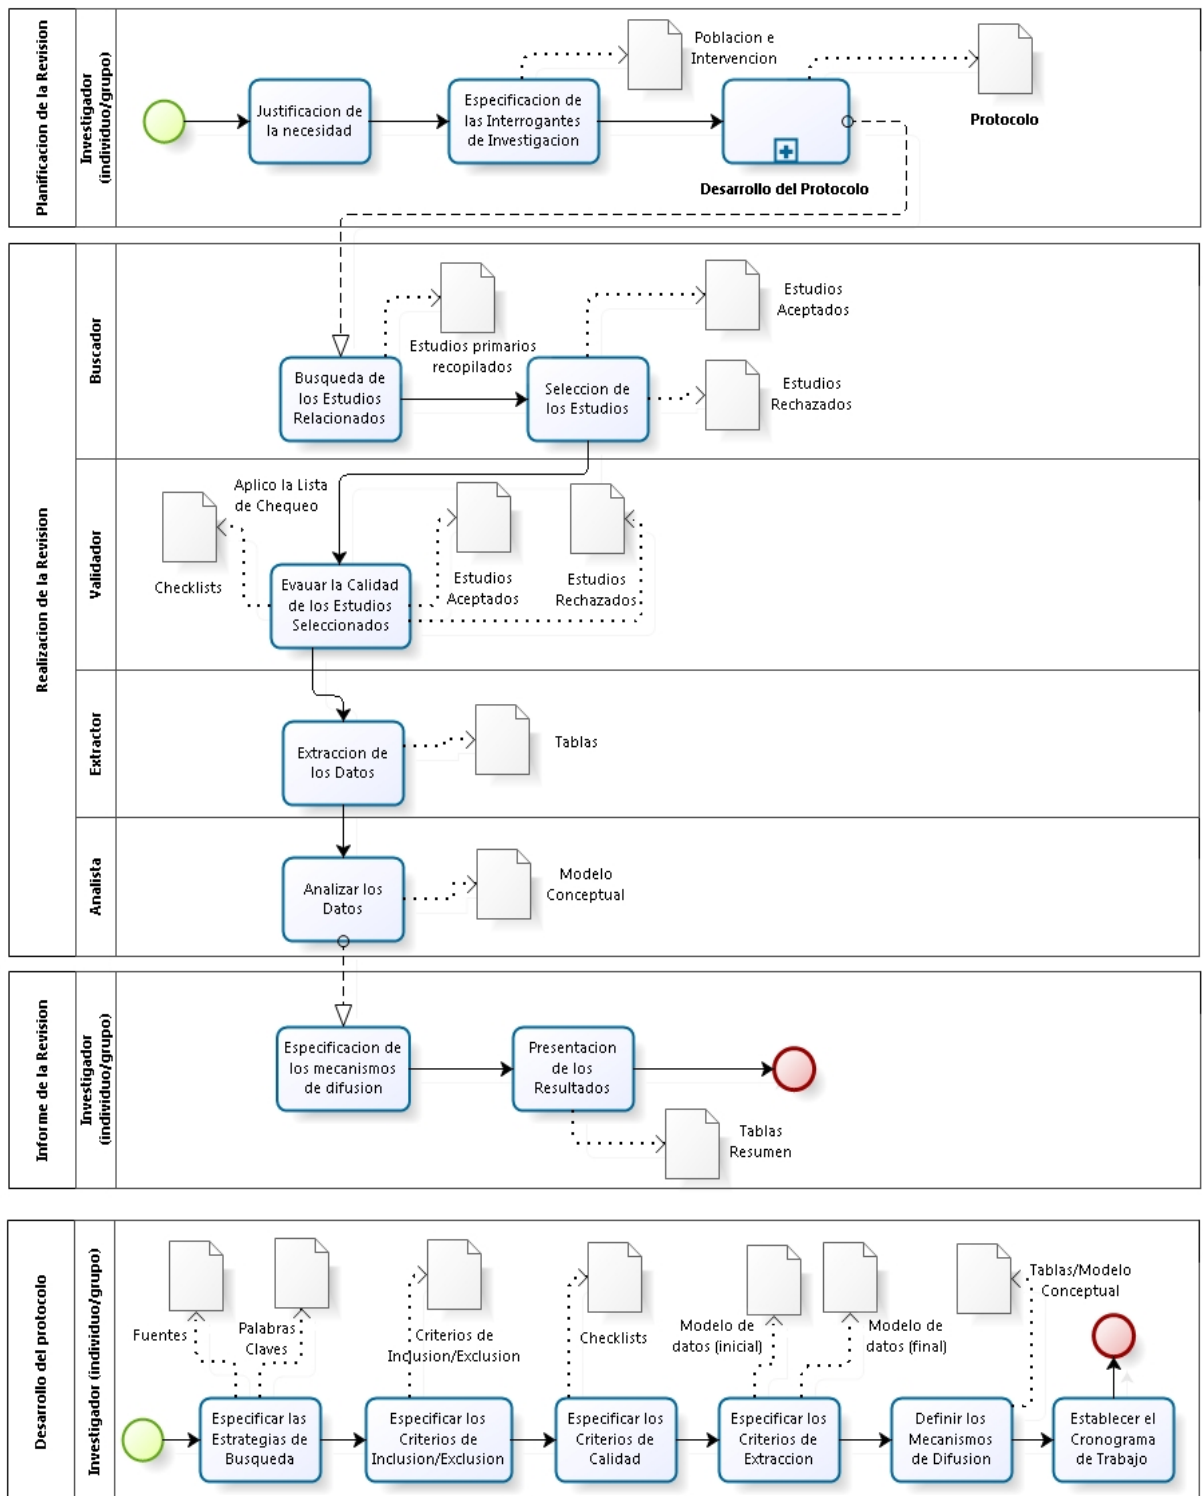 Planificacion de la Revision
Investigador
(individuo/grupo)
Justificacion de
la necesidad
Especificacion de
las Interrogantes
de Investigacion
Poblacion e
Intervencion
Desarrollo del Protocolo
Protocolo
Realizacion de la Revision
Buscador
Busqueda de
los Estudios
Relacionados
Estudios primarios
recopilados
Seleccion de
los Estudios
Estudios
Aceptados
Estudios
Rechazados
Validador
Aplico la Lista
de Chequeo
Checklists
Evauar la Calidad
de los Estudios
Seleccionados
Estudios
Aceptados
Estudios
Rechazados
Extractor
Extraccion de
los Datos
Tablas
Analista
Analizar los
Datos
Modelo
Conceptual
Informe de la Revision
Investigador
(individuo/grupo)
Especificacion de
los mecanismos
de difusion
Presentacion
de los
Resultados
Tablas
Resumen
Desarrollo del protocolo
Investigador (individuo/grupo)
Fuentes
Palabras
Claves
Criterios de
Inclusion/Exclusion
Checklists
Modelo de
datos (inicial)
Modelo de
datos (final)
Tablas/Modelo
Conceptual
Especificar las
Estrategias de
Busqueda
Especificar los
Criterios de
Inclusion/Exclusion
Especificar los
Criterios de
Calidad
Especificar los
Criterios de
Extraccion
Definir los
Mecanismos
de Difusion
Establecer el
Cronograma
de Trabajo